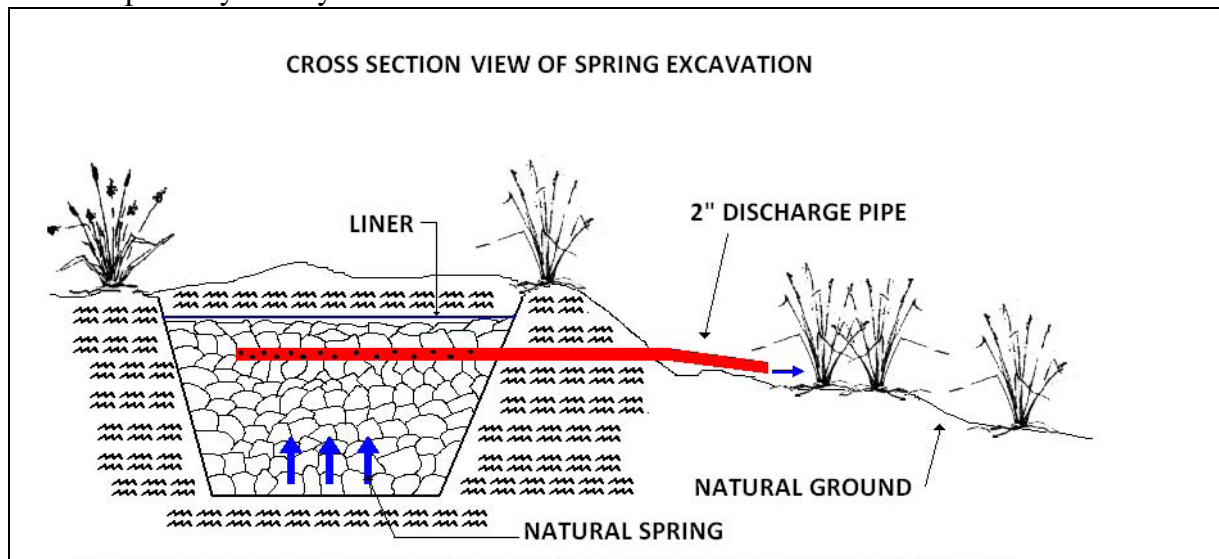 CROSS SECTION VIEW OF SPRING EXCAVATION
LINER
2" DISCHARGE PIPE
NATURAL GROUND
NATURAL SPRING